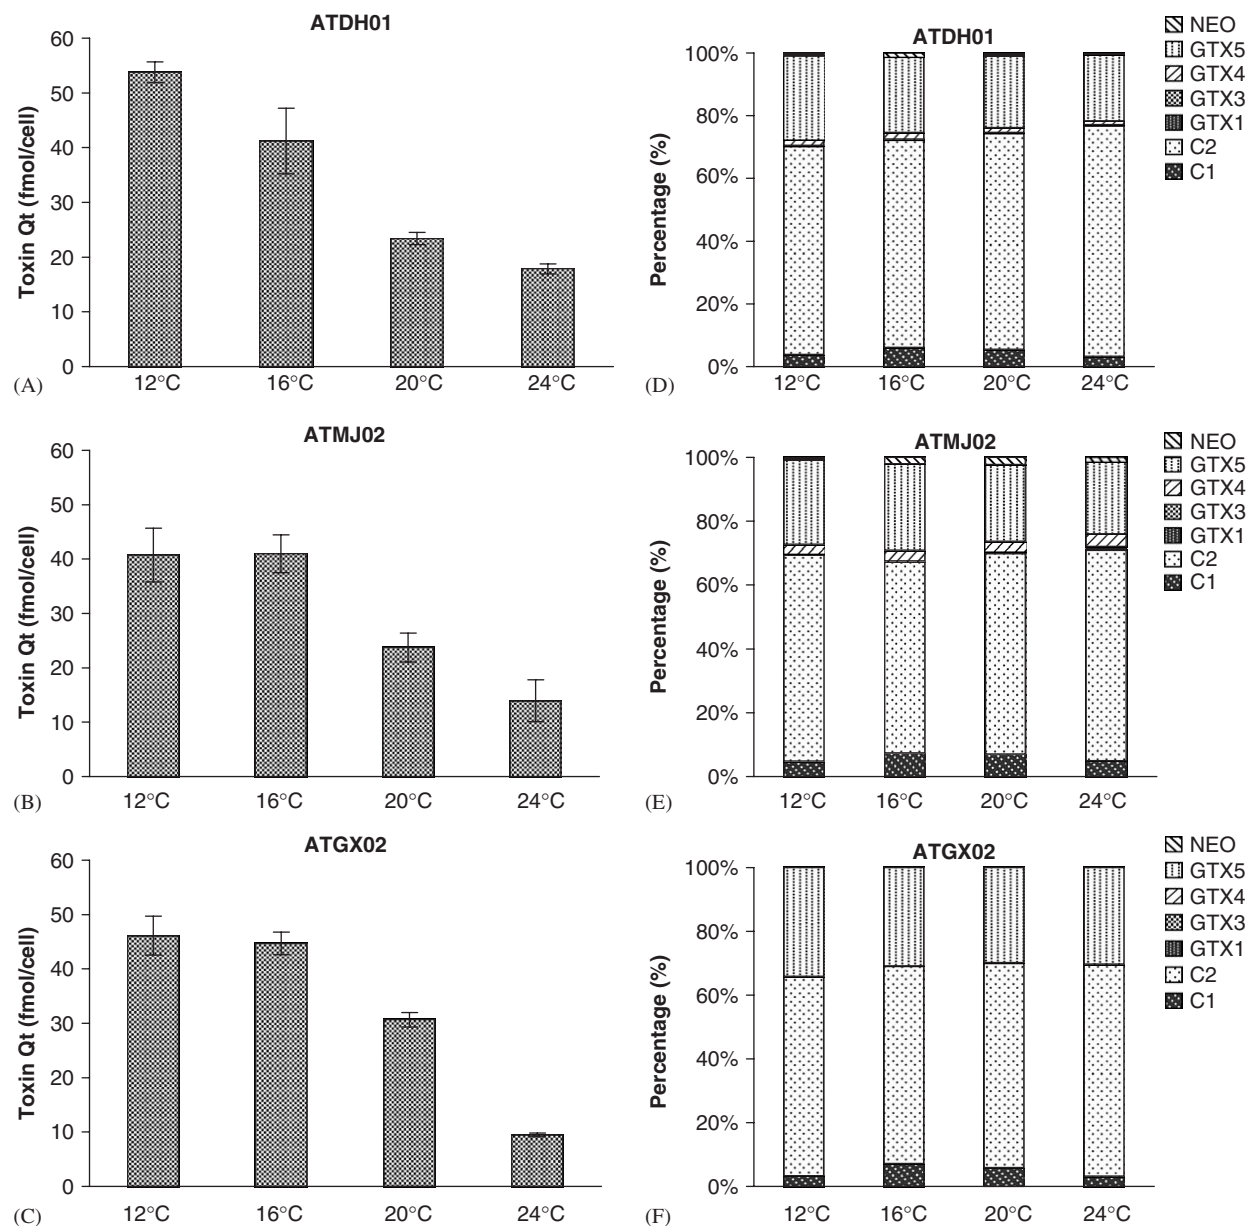 ATDH01
Toxin Qt (fmol/cell)
60
50
40
30
20
10
0
12°C 16°C 20°C 24°C
(A)
ATDH01
Percentage (%)
100%
80%
60%
40%
20%
0%
12°C 16°C 20°C 24°C
(D)
NEO
GTX5
GTX4
GTX3
GTX1
C2
C1
ATMJ02
Toxin Qt (fmol/cell)
60
50
40
30
20
10
0
12°C 16°C 20°C 24°C
(B)
ATMJ02
Percentage (%)
100%
80%
60%
40%
20%
0%
12°C 16°C 20°C 24°C
(E)
NEO
GTX5
GTX4
GTX3
GTX1
C2
C1
ATGX02
Toxin Qt (fmol/cell)
60
50
40
30
20
10
0
12°C 16°C 20°C 24°C
(C)
ATGX02
Percentage (%)
100%
80%
60%
40%
20%
0%
12°C 16°C 20°C 24°C
(F)
NEO
GTX5
GTX4
GTX3
GTX1
C2
C1